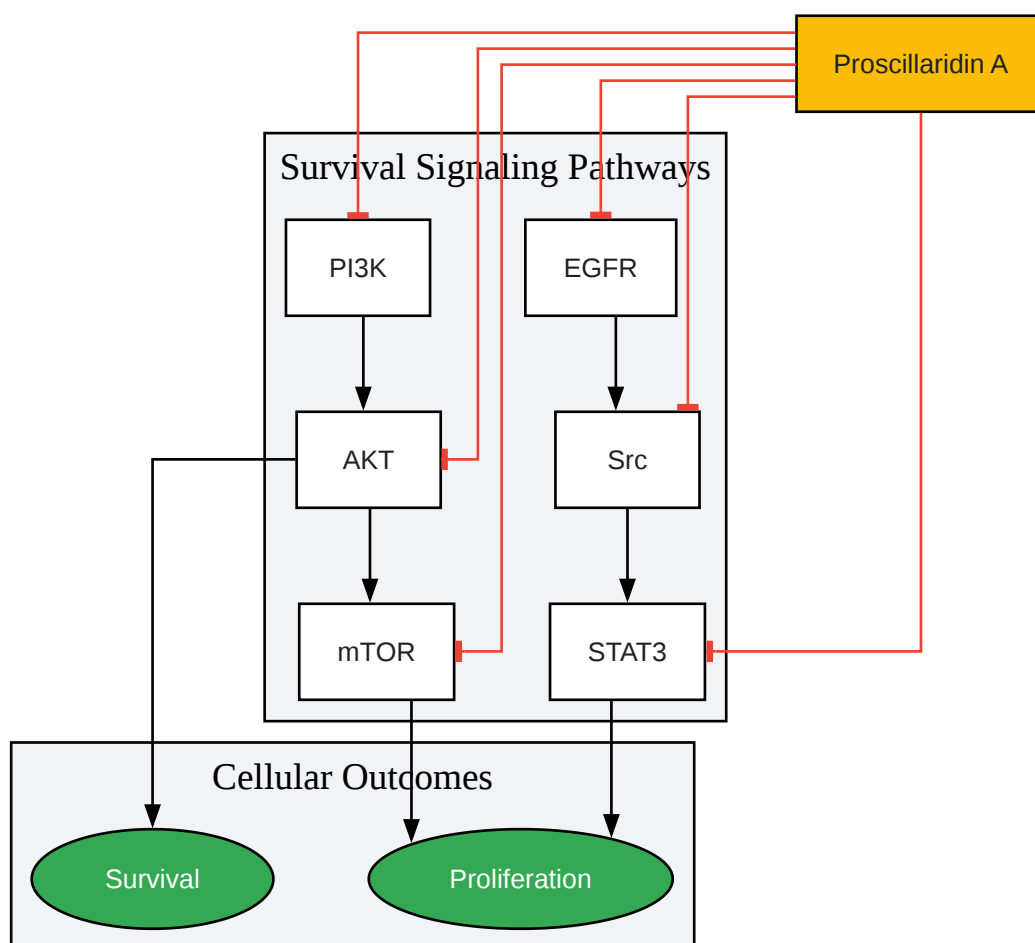 Proscillaridin A
Survival Signaling Pathways
PI3K
EGFR
AKT
Src
mTOR
STAT3
Cellular Outcomes
Survival
Proliferation